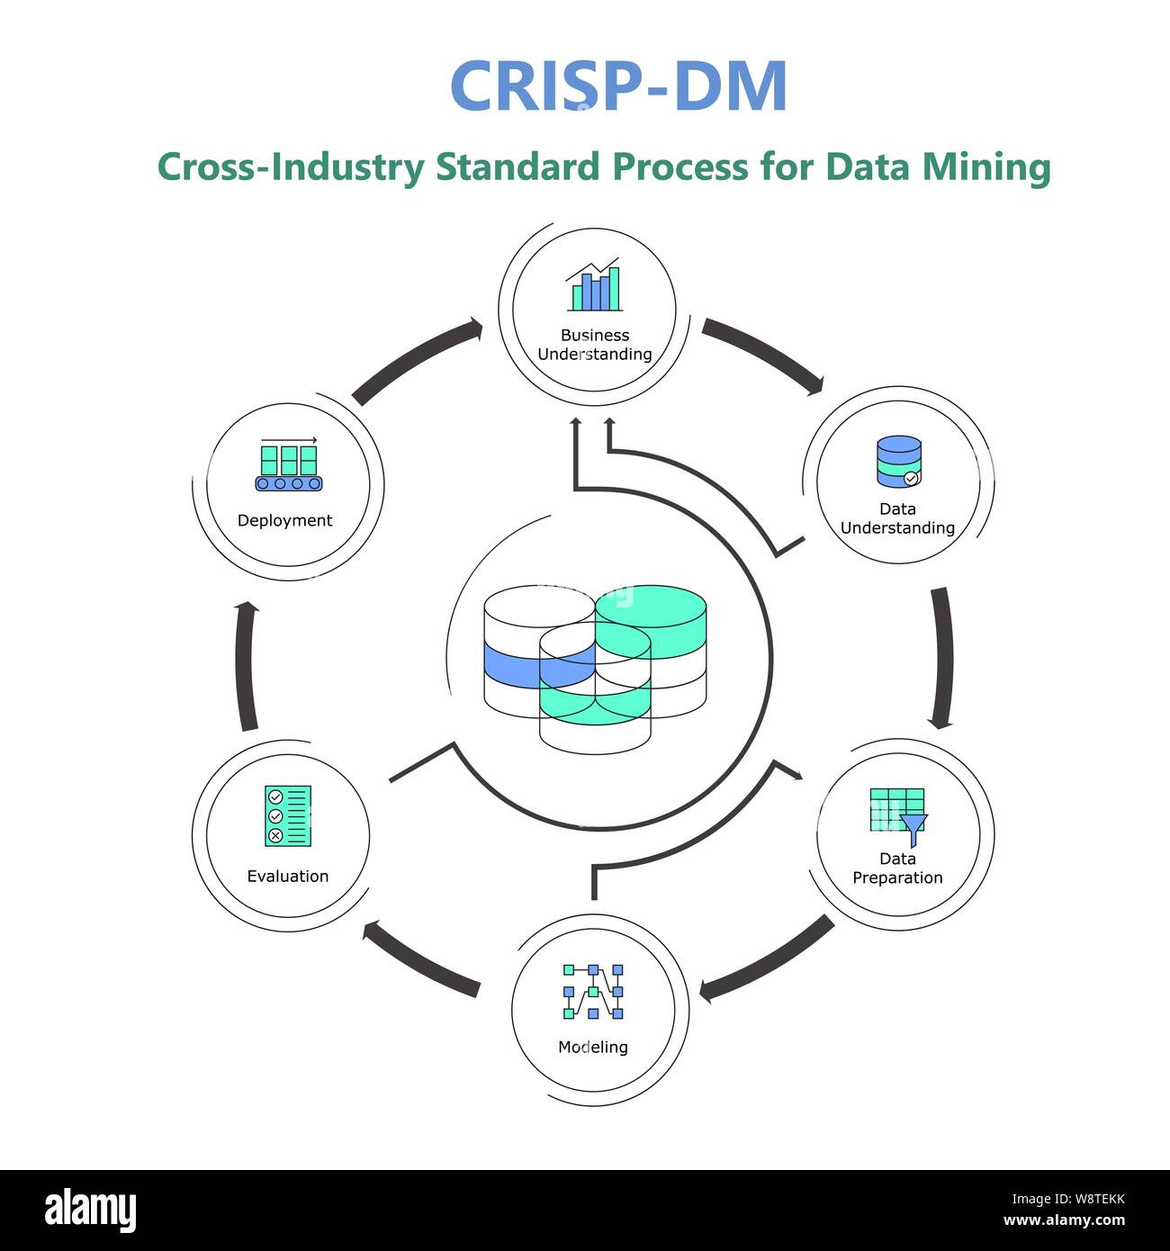 CRISP-DM
Cross-Industry Standard Process for Data Mining
Business
Understanding
Data
Understanding
Deployment
Data
Preparation
Evaluation
Modeling
alamy
Image ID: W8TEKK
www.alamy.com